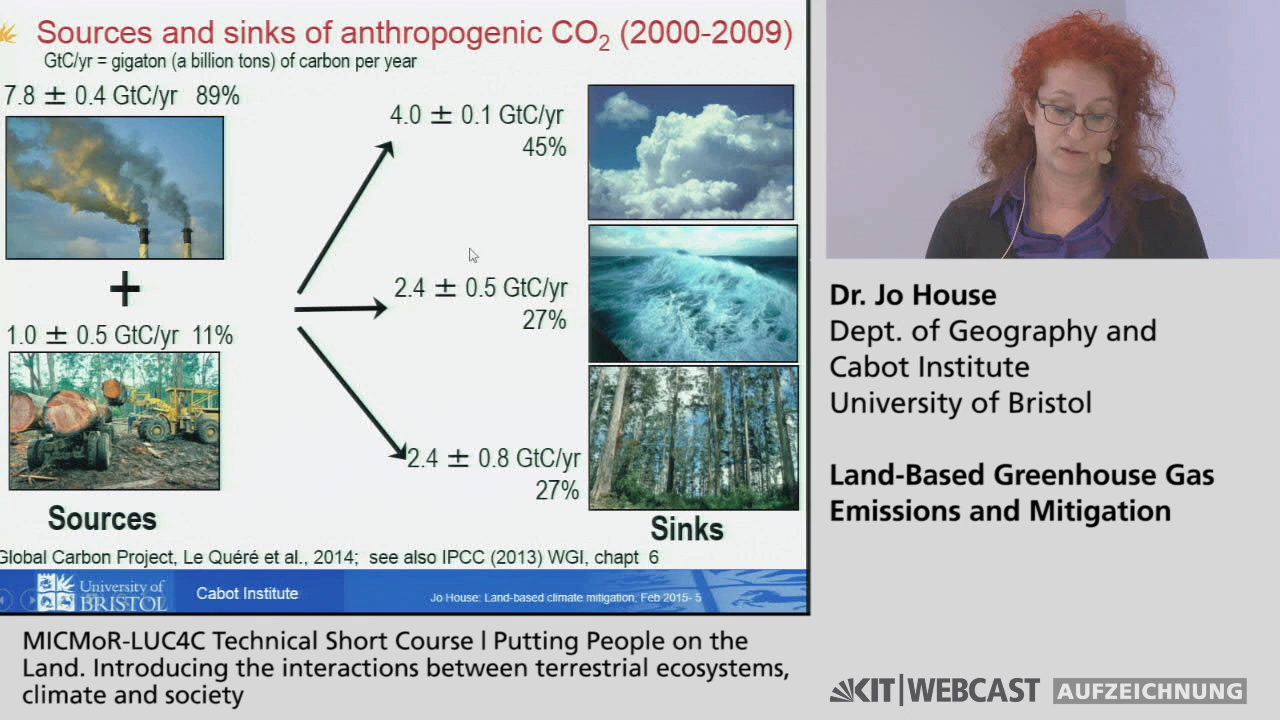 Sources and sinks of anthropogenic CO₂ (2000-2009)
GtC/yr = gigaton (a billion tons) of carbon per year
7.8 ± 0.4 GtC/yr 89%
4.0 ± 0.1 GtC/yr
45%
+
2.4 ± 0.5 GtC/yr
27%
1.0 ± 0.5 GtC/yr 11%
2.4 ± 0.8 GtC/yr
27%
Sources
Sinks
Global Carbon Project, Le Quéré et al., 2014; see also IPCC (2013) WGI, chapt 6
University of
BRISTOL
Cabot Institute
Jo House: Land-based climate mitigation, Feb 2015- 5
Dr. Jo House
Dept. of Geography and
Cabot Institute
University of Bristol
Land-Based Greenhouse Gas
Emissions and Mitigation
MICMoR-LUC4C Technical Short Course | Putting People on the
Land. Introducing the interactions between terrestrial ecosystems,
climate and society
KIT|WEBCAST AUFZEICHNUNG